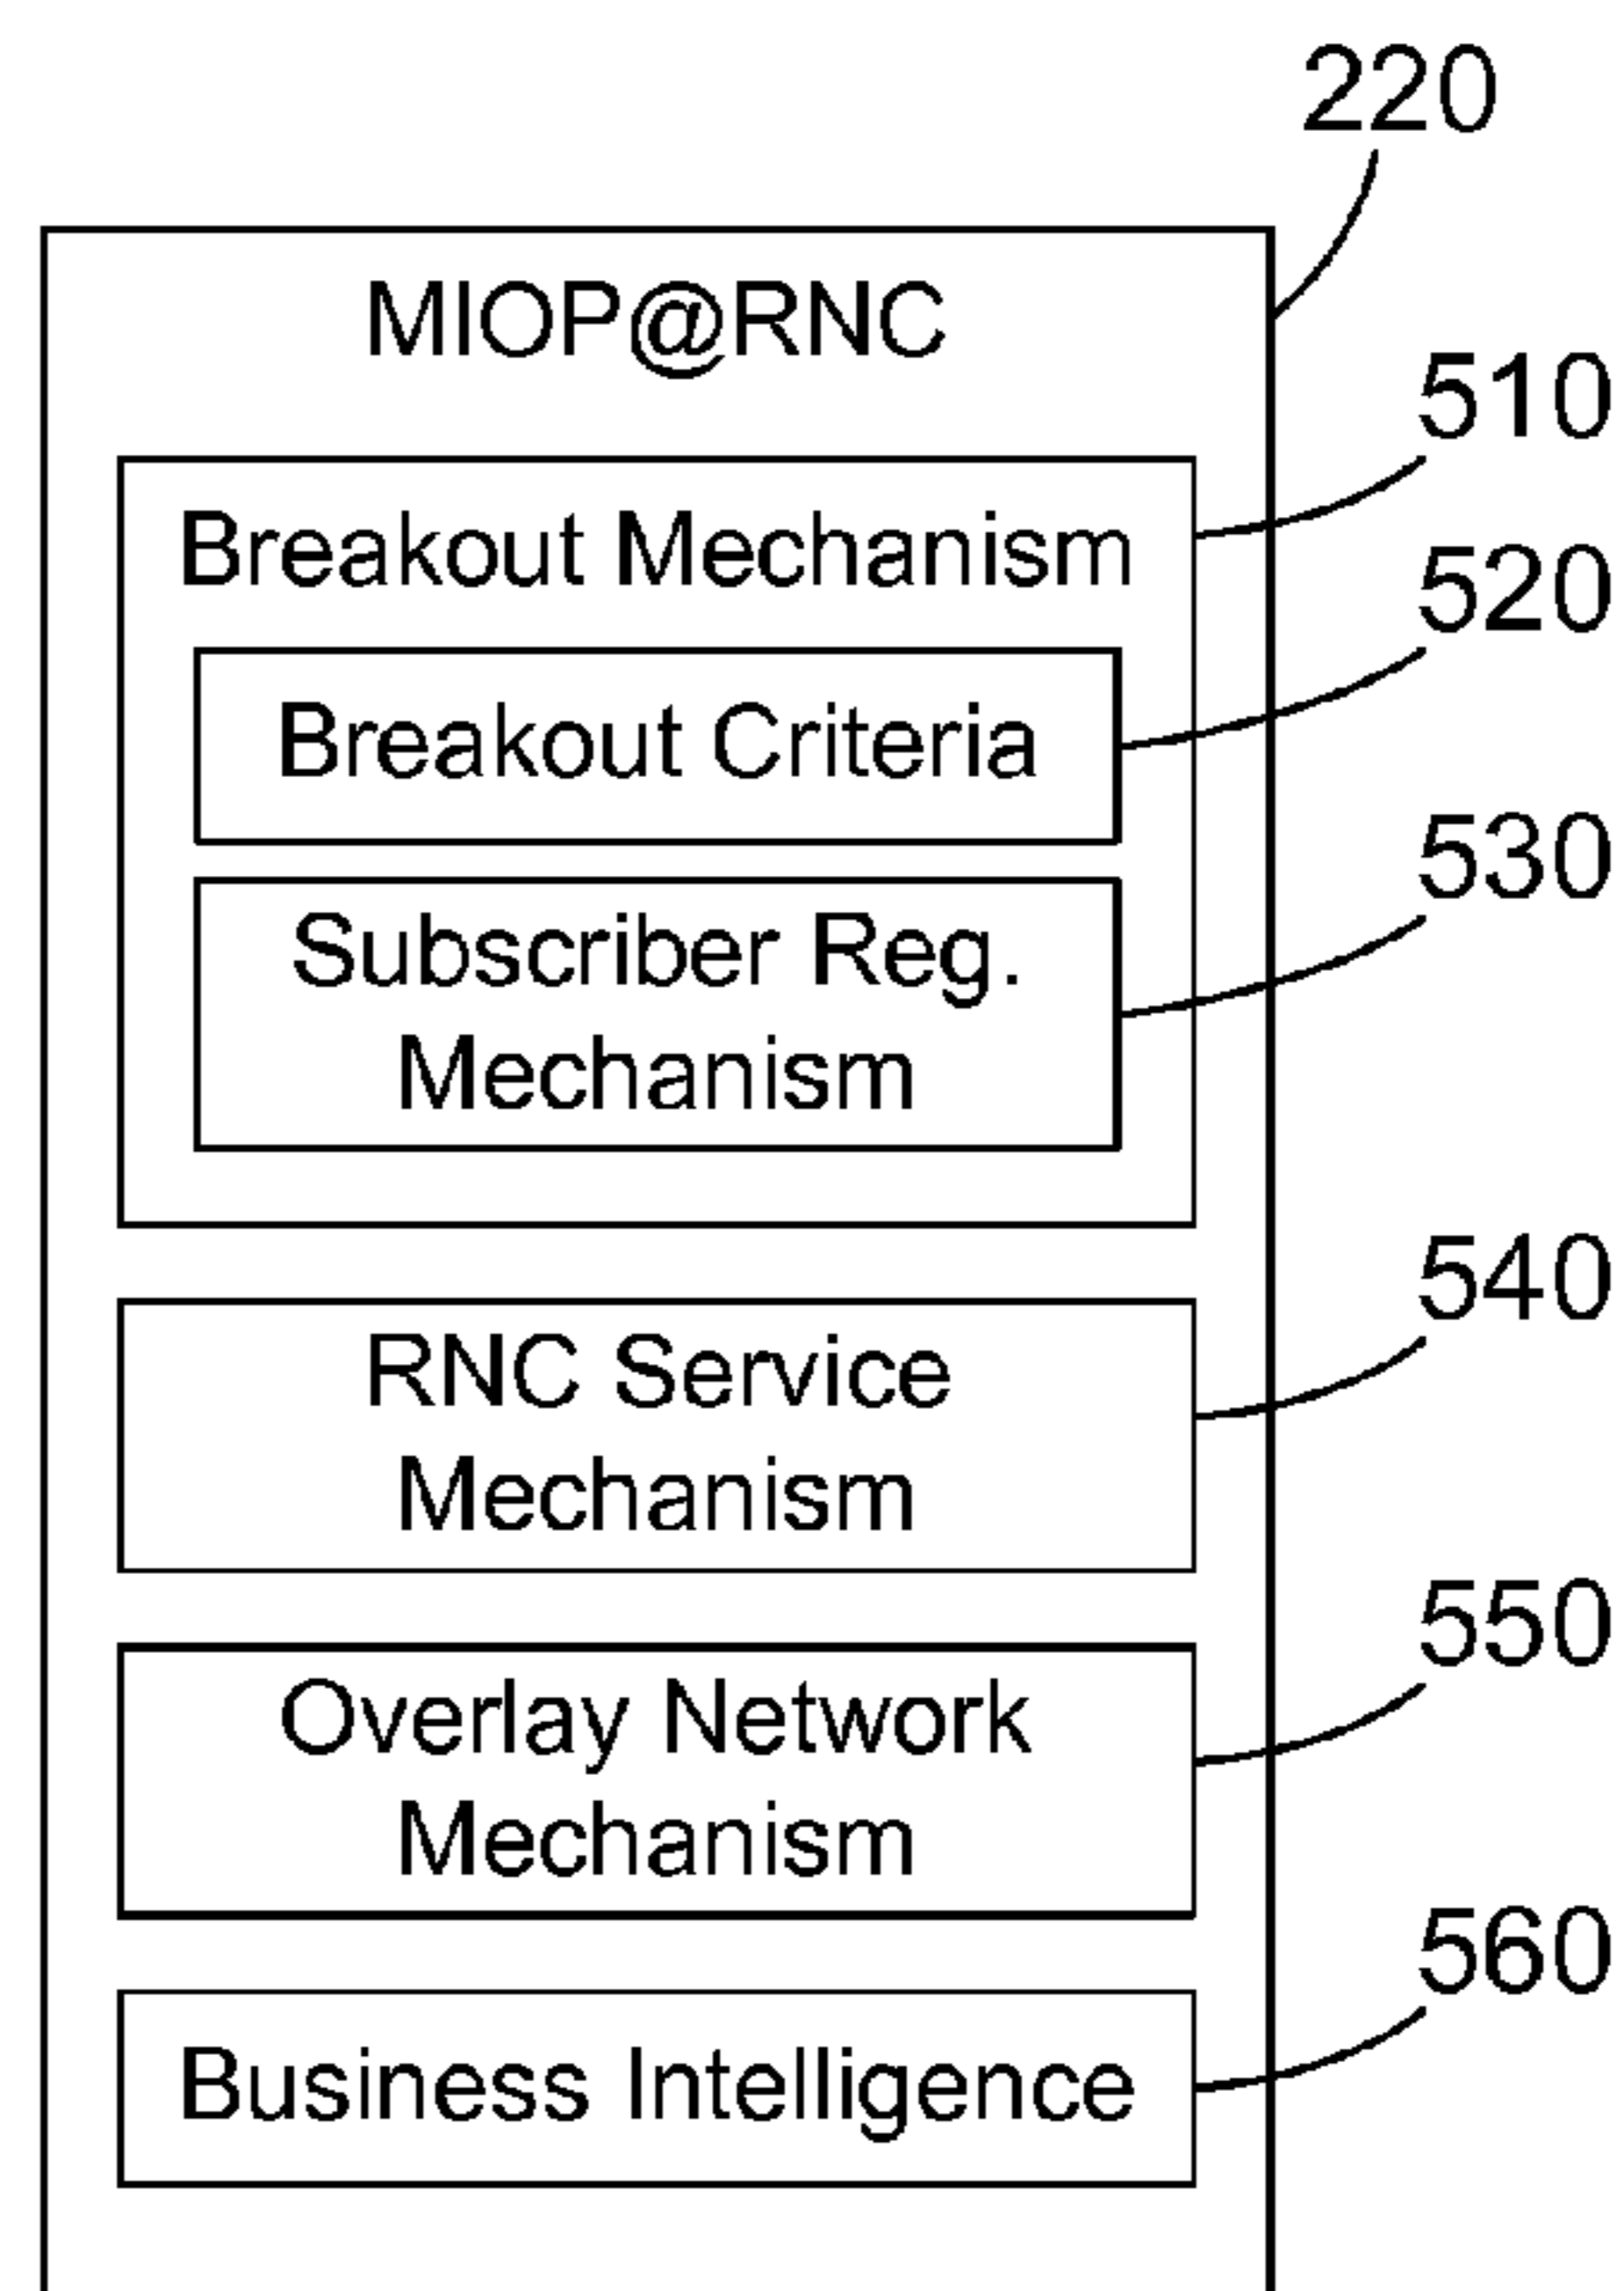 220
MIOP@RNC
510
Breakout Mechanism
520
Breakout Criteria
530
Subscriber Reg.
Mechanism
540
RNC Service
Mechanism
550
Overlay Network
Mechanism
560
Business Intelligence